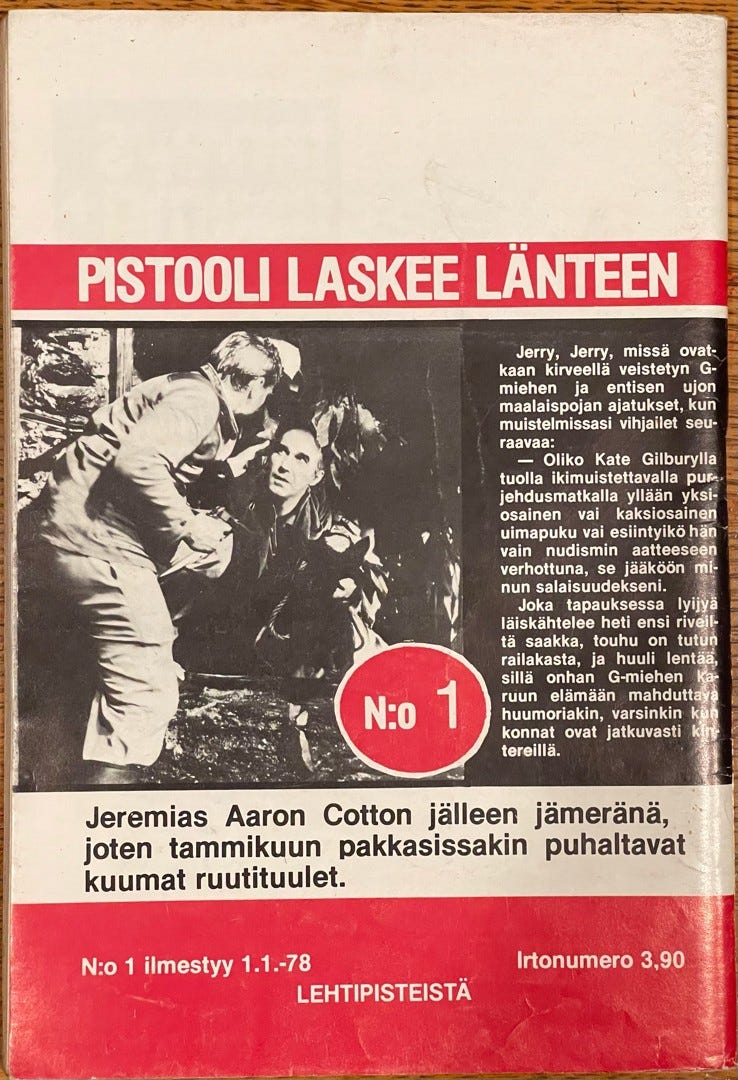 PISTOOLI LASKEE LÄNTEEN
Jerry, Jerry, missä ovat-
kaan kirveellä veistetyn G-
miehen ja entisen ujon
maalaispojan ajatukset, kun
muistelmissasi vihjailet seu-
raavaa:
— Oliko Kate Gilburylla
tuolla ikimuistettavalla pur-
jehdusmatkalla yllään yksi-
osainen vai kaksiosainen
uimapuku vai esiintyikö hän
vain nudismin aatteeseen
verhottuna, se jääköön mi-
nun salaisuudekseni.
Joka tapauksessa lyijyä
läiskähtelee heti ensi riveil-
tä saakka, touhu on tutun
railakasta, ja huuli lentää,
sillä onhan G-miehen Ka-
ruun elämään mahduttava
huumoriakin, varsinkin kun
konnat ovat jatkuvasti kin-
tereillä.
N:o 1
Jeremias Aaron Cotton jälleen jämeränä,
joten tammikuun pakkasissakin puhaltavat
kuumat ruutituulet.
N:o 1 ilmestyy 1.1.-78
Irtonumero 3,90
LEHTIPISTEISTÄ